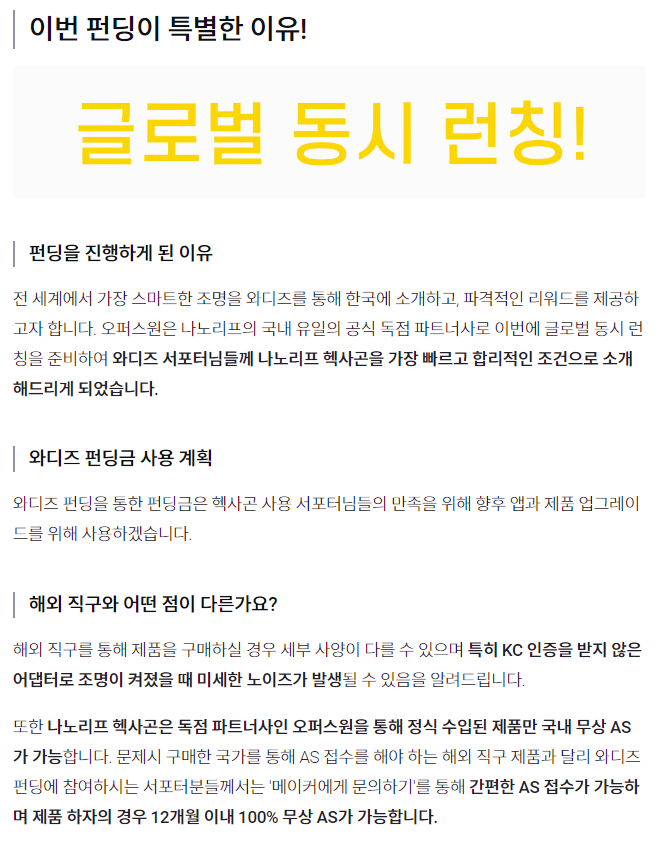 이번 펀딩이 특별한 이유!
글로벌 동시 런칭!
펀딩을 진행하게 된 이유
전 세계에서 가장 스마트한 조명을 와디즈를 통해 한국에 소개하고, 파격적인 리워드를 제공하
고자 합니다. 오퍼스원은 나노리프의 국내 유일의 공식 독점 파트너사로 이번에 글로벌 동시 런
칭을 준비하여 와디즈 서포터님들께 나노리프 헥사곤을 가장 빠르고 합리적인 조건으로 소개
해드리게 되었습니다.
와디즈 펀딩금 사용 계획
와디즈 펀딩을 통한 펀딩금은 헥사곤 사용 서포터님들의 만족을 위해 향후 앱과 제품 업그레이
드를 위해 사용하겠습니다.
해외 직구와 어떤 점이 다른가요?
해외 직구를 통해 제품을 구매하실 경우 세부 사양이 다를 수 있으며 특히 KC 인증을 받지 않은
어댑터로 조명이 켜졌을 때 미세한 노이즈가 발생될 수 있음을 알려드립니다.
또한 나노리프 헥사곤은 독점 파트너사인 오퍼스원을 통해 정식 수입된 제품만 국내 무상 AS
가 가능합니다. 문제시 구매한 국가를 통해 AS 접수를 해야 하는 해외 직구 제품과 달리 와디즈
펀딩에 참여하시는 서포터분들께서는 '메이커에게 문의하기'를 통해 간편한 AS 접수가 가능하
며 제품 하자의 경우 12개월 이내 100% 무상 AS가 가능합니다.